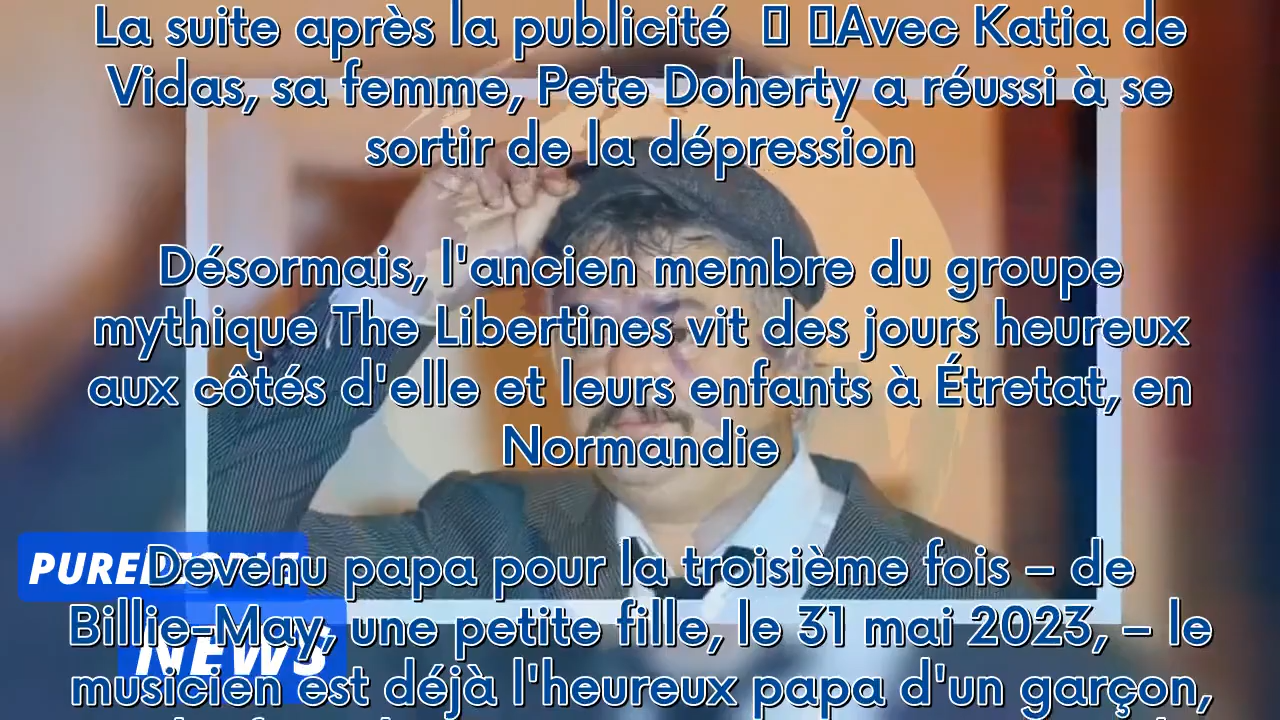 La suite après la publicité Avec Katia de
Vidas, sa femme, Pete Doherty a réussi à se
sortir de la dépression
Désormais, l'ancien membre du groupe
mythique The Libertines vit des jours heureux
aux côtés d'elle et leurs enfants à Étretat, en
Normandie
Devenu papa pour la troisième fois – de
Billie-May, une petite fille, le 31 mai 2023, – le
NEWS
musicien est déjà l'heureux papa d'un garçon,